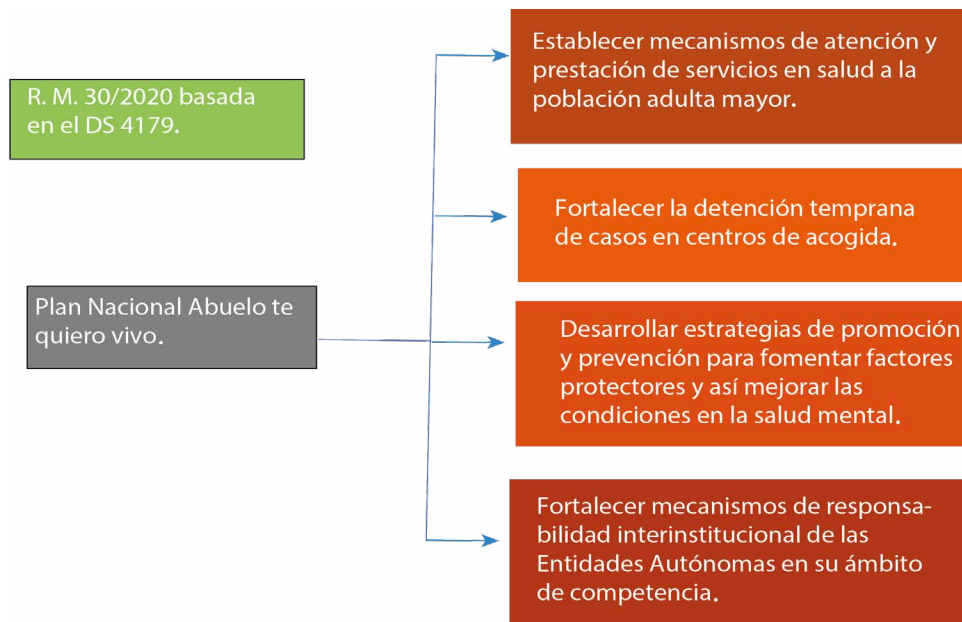 R. M. 30/2020 basada
en el DS 4179.
Plan Nacional Abuelo te
quiero vivo.
Establecer mecanismos de atención y
prestación de servicios en salud a la
población adulta mayor.
Fortalecer la detención temprana
de casos en centros de acogida.
Desarrollar estrategias de promoción
y prevención para fomentar factores
protectores y así mejorar las
condiciones en la salud mental.
Fortalecer mecanismos de responsa-
bilidad interinstitucional de las
Entidades Autónomas en su ámbito
de competencia.